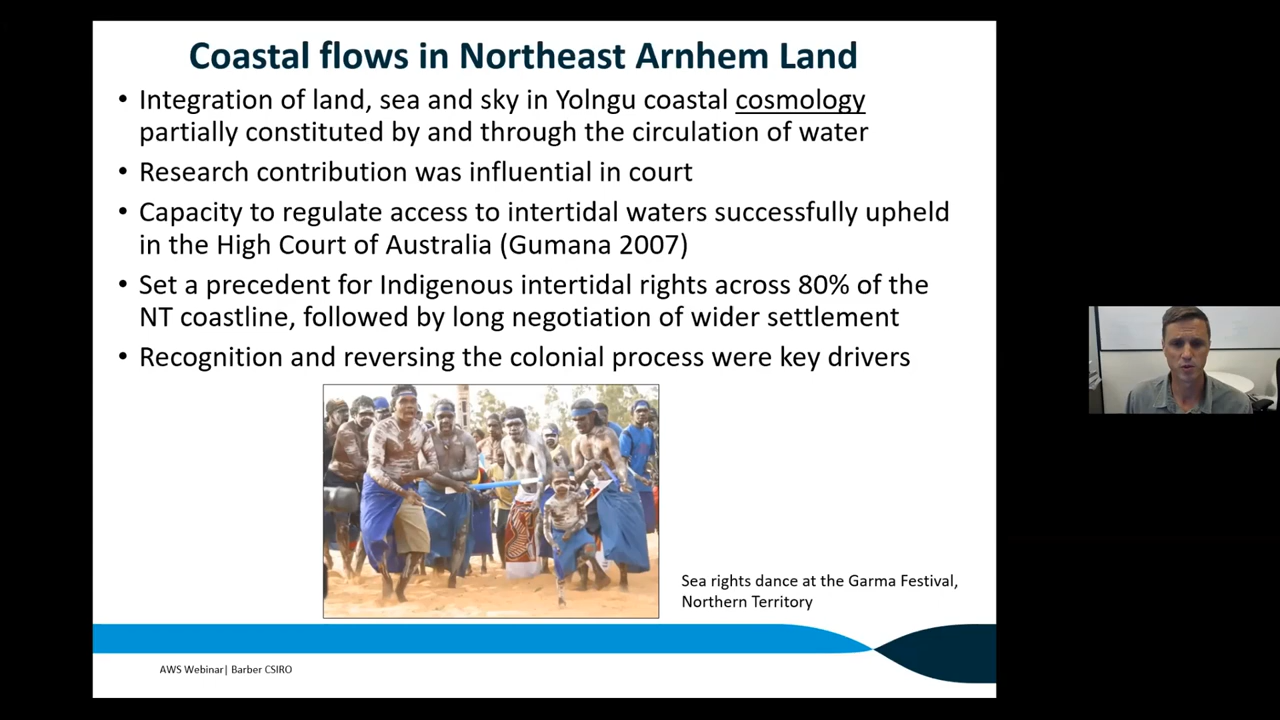 Coastal flows in Northeast Arnhem Land
• Integration of land, sea and sky in Yolngu coastal cosmology
partially constituted by and through the circulation of water
• Research contribution was influential in court
• Capacity to regulate access to intertidal waters successfully upheld
in the High Court of Australia (Gumana 2007)
• Set a precedent for Indigenous intertidal rights across 80% of the
NT coastline, followed by long negotiation of wider settlement
• Recognition and reversing the colonial process were key drivers
Sea rights dance at the Garma Festival,
Northern Territory
AWS Webinar| Barber CSIRO